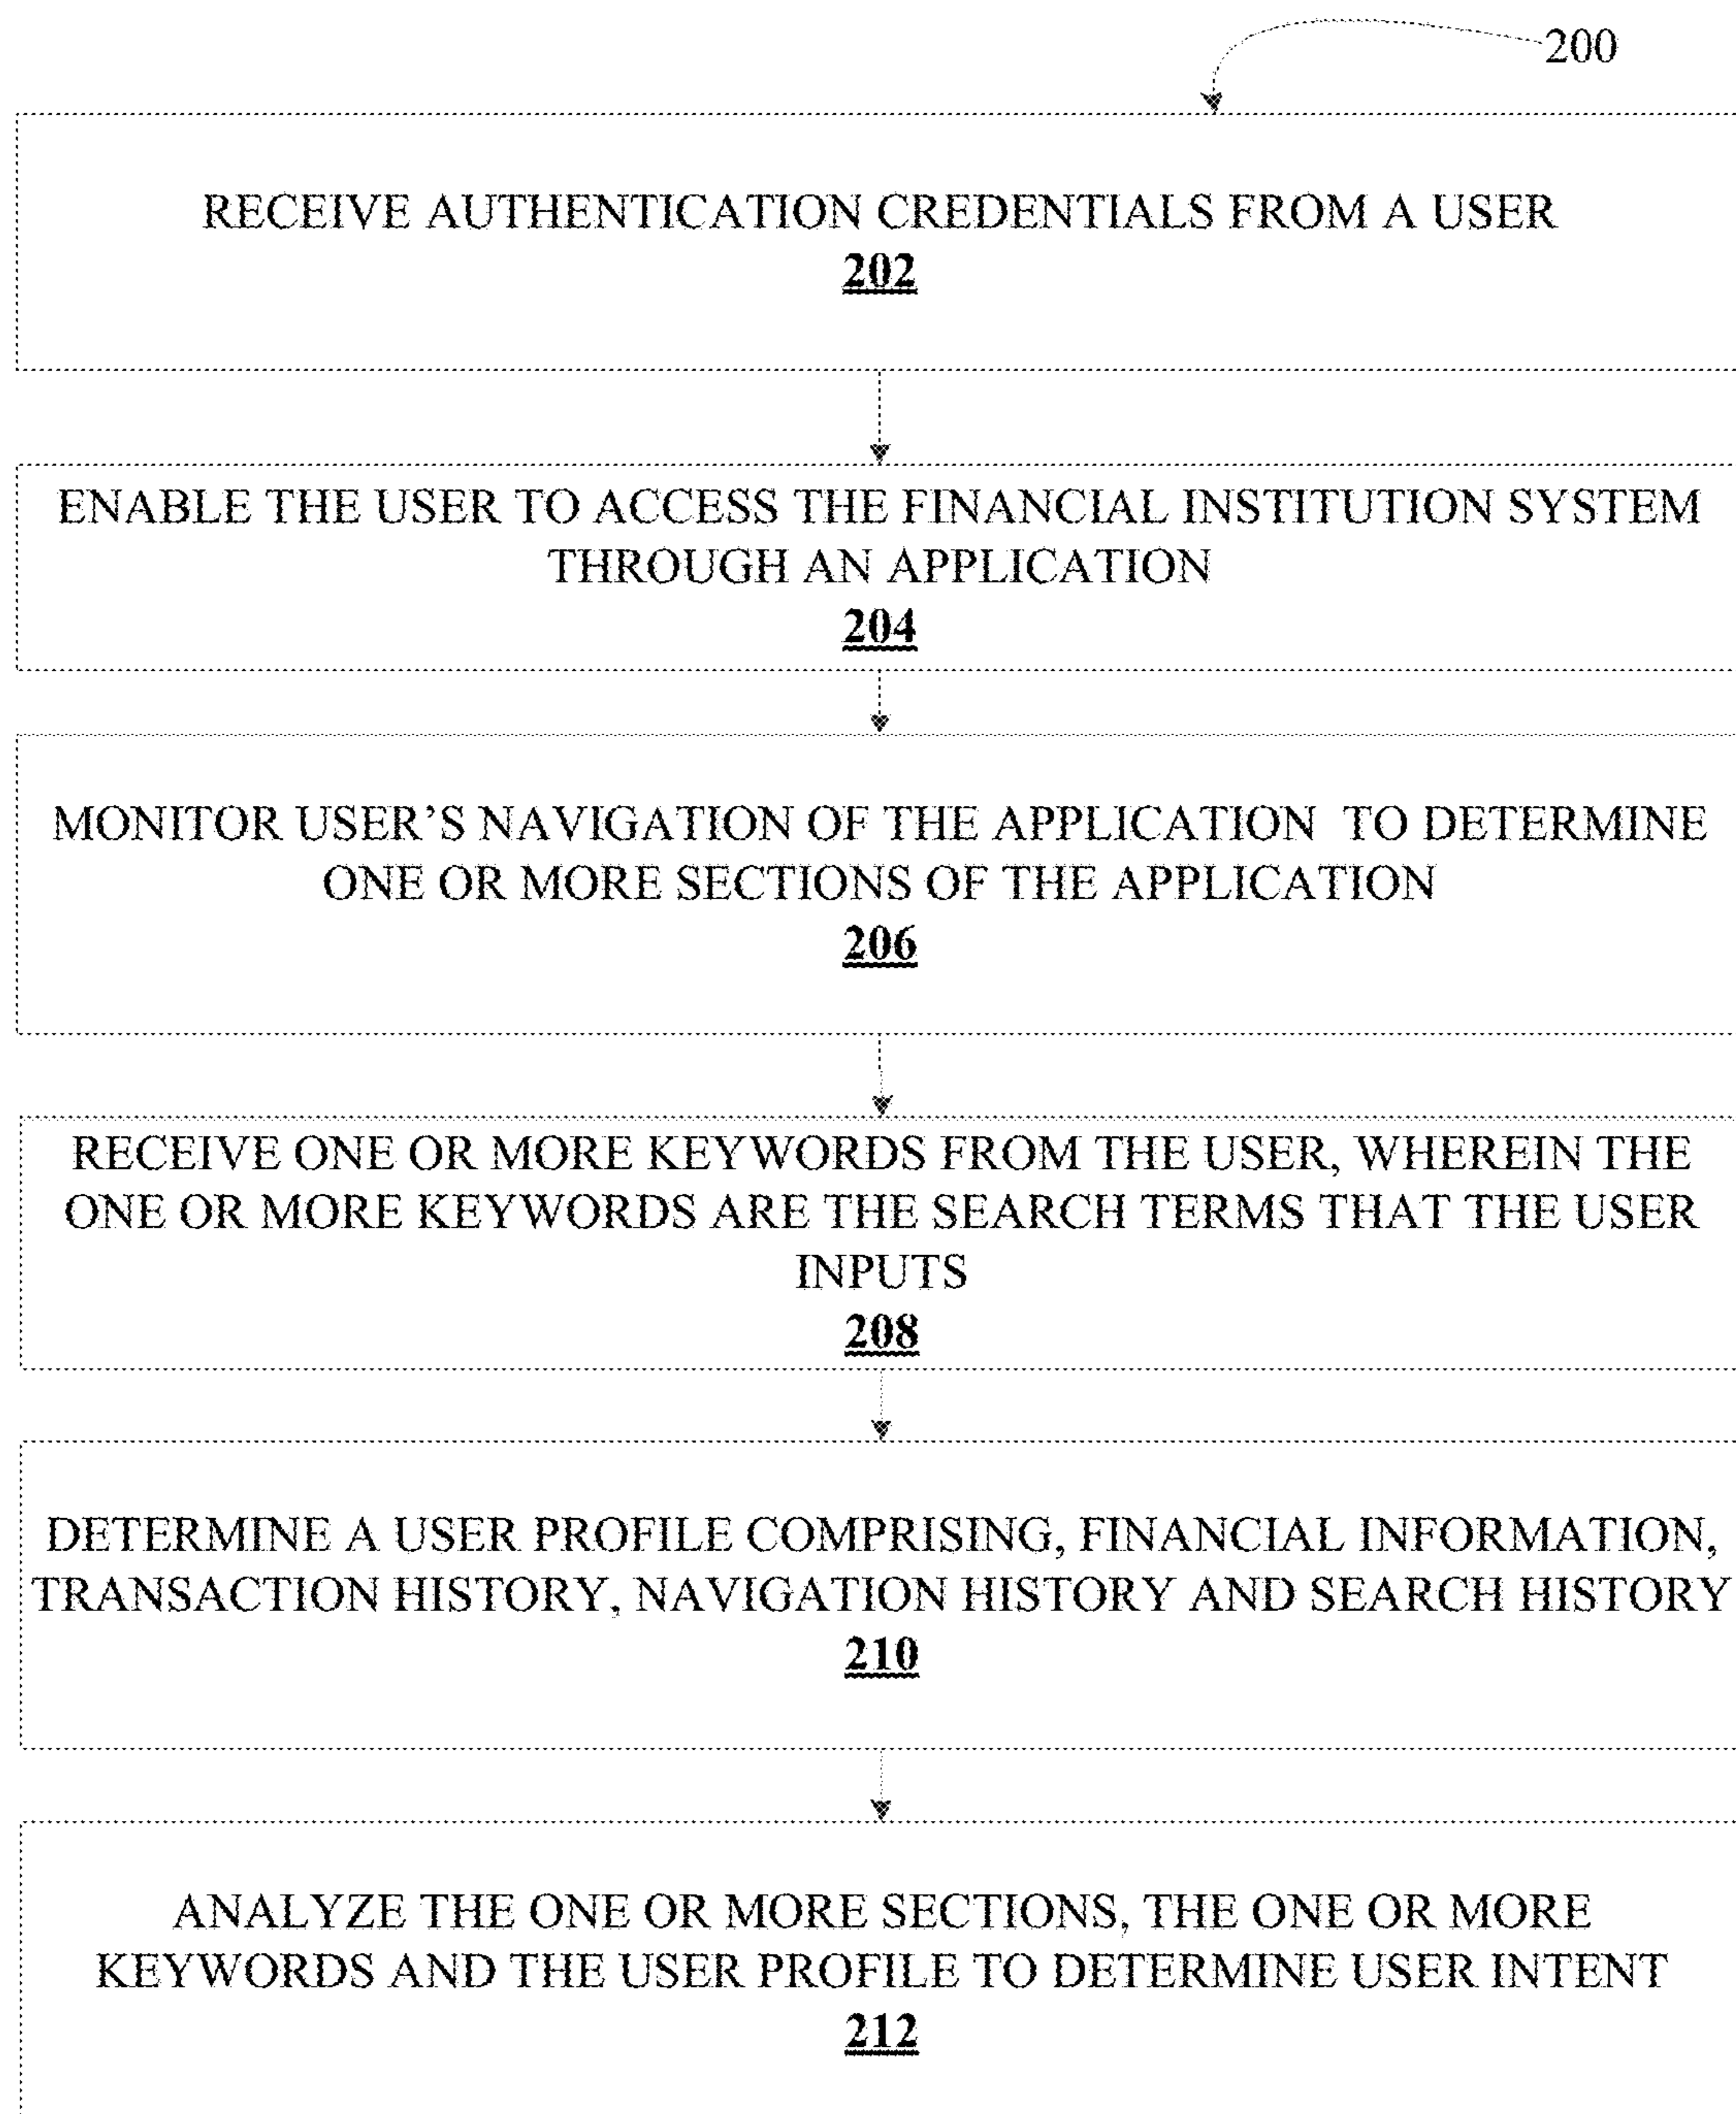 200
RECEIVE AUTHENTICATION CREDENTIALS FROM A USER
202
ENABLE THE USER TO ACCESS THE FINANCIAL INSTITUTION SYSTEM
THROUGH AN APPLICATION
204
MONITOR USER'S NAVIGATION OF THE APPLICATION TO DETERMINE
ONE OR MORE SECTIONS OF THE APPLICATION
206
RECEIVE ONE OR MORE KEYWORDS FROM THE USER, WHEREIN THE
ONE OR MORE KEYWORDS ARE THE SEARCH TERMS THAT THE USER
INPUTS
208
DETERMINE A USER PROFILE COMPRISING, FINANCIAL INFORMATION,
TRANSACTION HISTORY, NAVIGATION HISTORY AND SEARCH HISTORY
210
ANALYZE THE ONE OR MORE SECTIONS, THE ONE OR MORE
KEYWORDS AND THE USER PROFILE TO DETERMINE USER INTENT
212